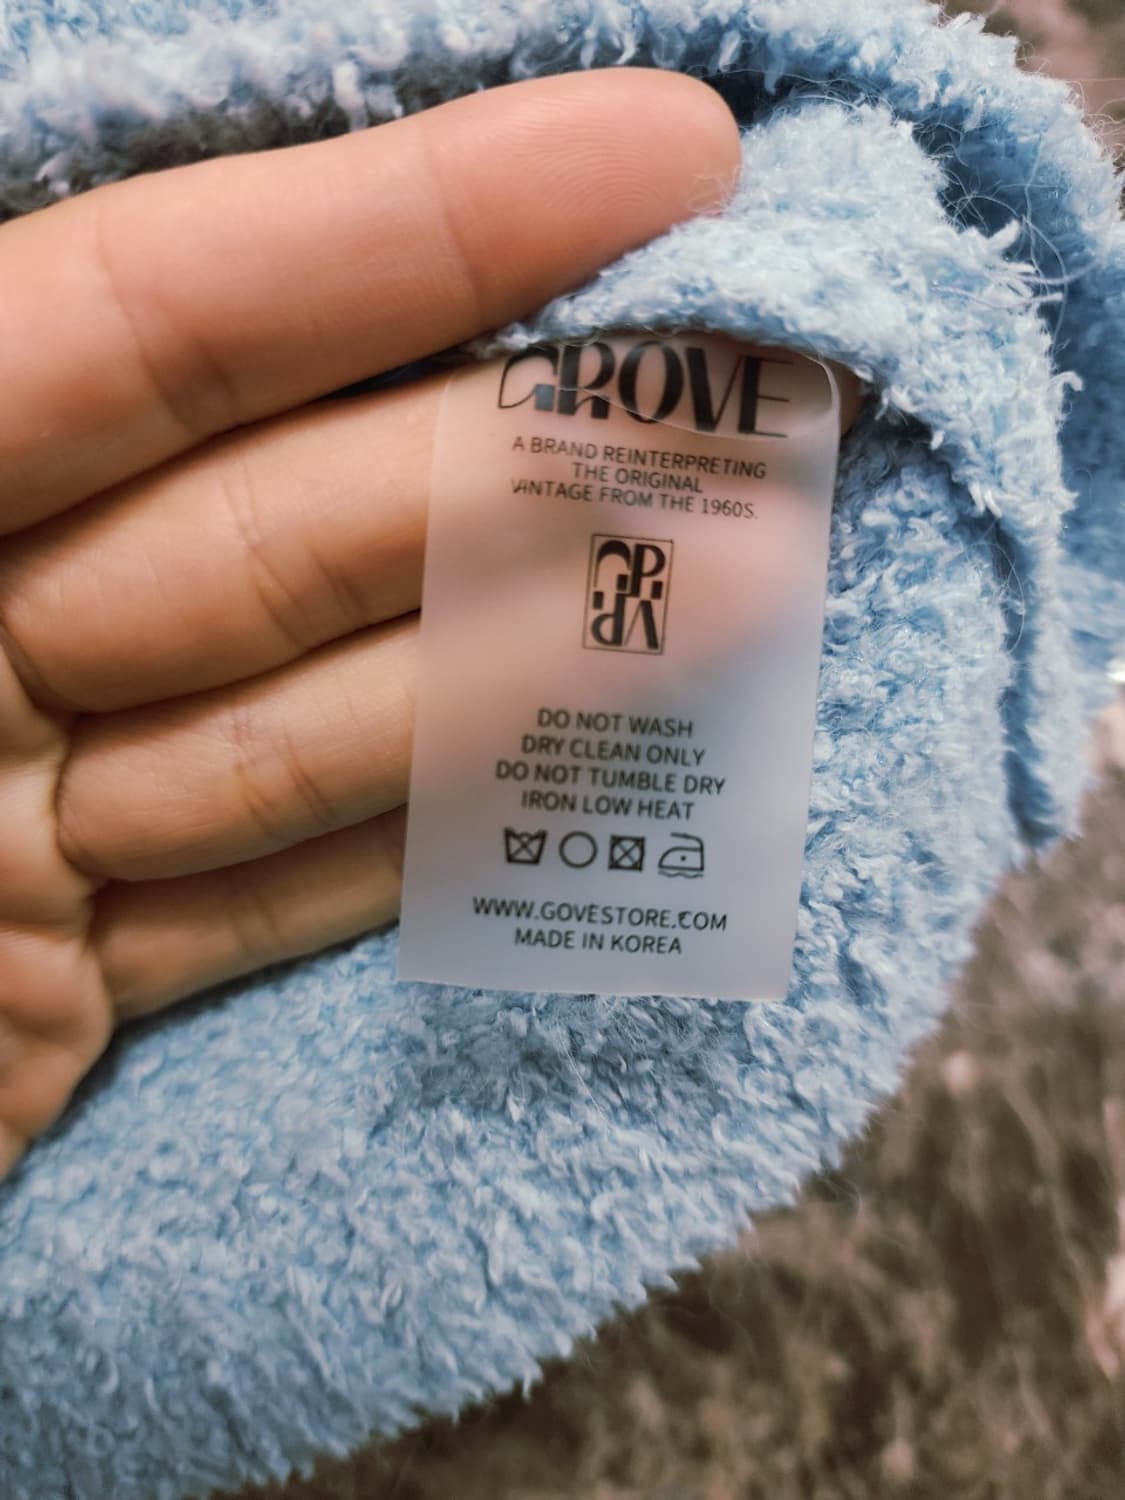 GROVE
A BRAND REINTERPRETING
THE ORIGINAL
VINTAGE FROM THE 1960S.
DO NOT WASH
DRY CLEAN ONLY
DO NOT TUMBLE DRY
IRON LOW HEAT
WWW.GOVESTORE.COM
MADE IN KOREA